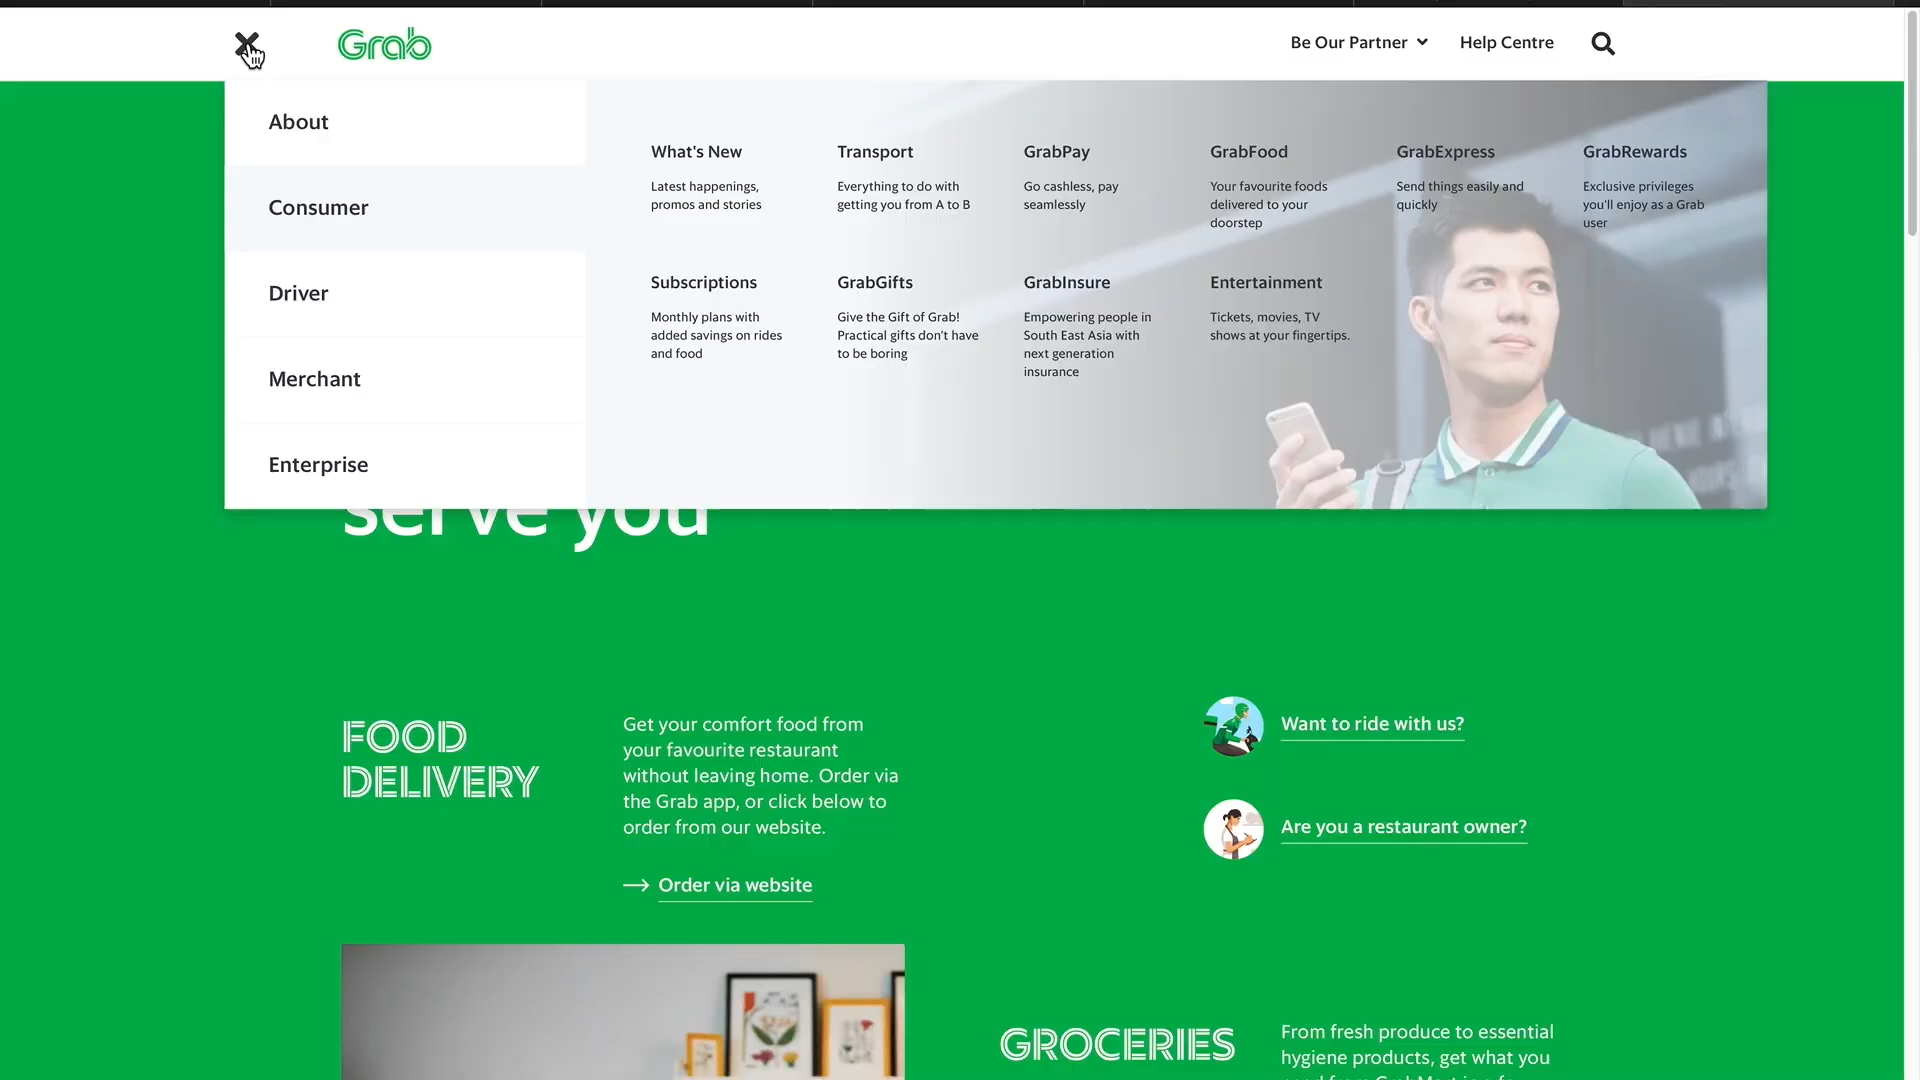 Grab
Be Our Partner
Help Centre
About
Consumer
Driver
Merchant
Enterprise
What's New
Latest happenings,
promos and stories
Transport
Everything to do with
getting you from A to B
GrabPay
Go cashless, pay
seamlessly
GrabFood
Your favourite foods
delivered to your
doorstep
GrabExpress
Send things easily and
quickly
GrabRewards
Exclusive privileges
you'll enjoy as a Grab
user
Subscriptions
Monthly plans with
added savings on rides
and food
GrabGifts
Give the Gift of Grab!
Practical gifts don't have
to be boring
GrabInsure
Empowering people in
South East Asia with
next generation
insurance
Entertainment
Tickets, movies, TV
shows at your fingertips.
serve you
FOOD
DELIVERY
Get your comfort food from
your favourite restaurant
without leaving home. Order via
the Grab app, or click below to
order from our website.
Order via website
Want to ride with us?
Are you a restaurant owner?
GROCERIES
From fresh produce to essential
hygiene products, get what you